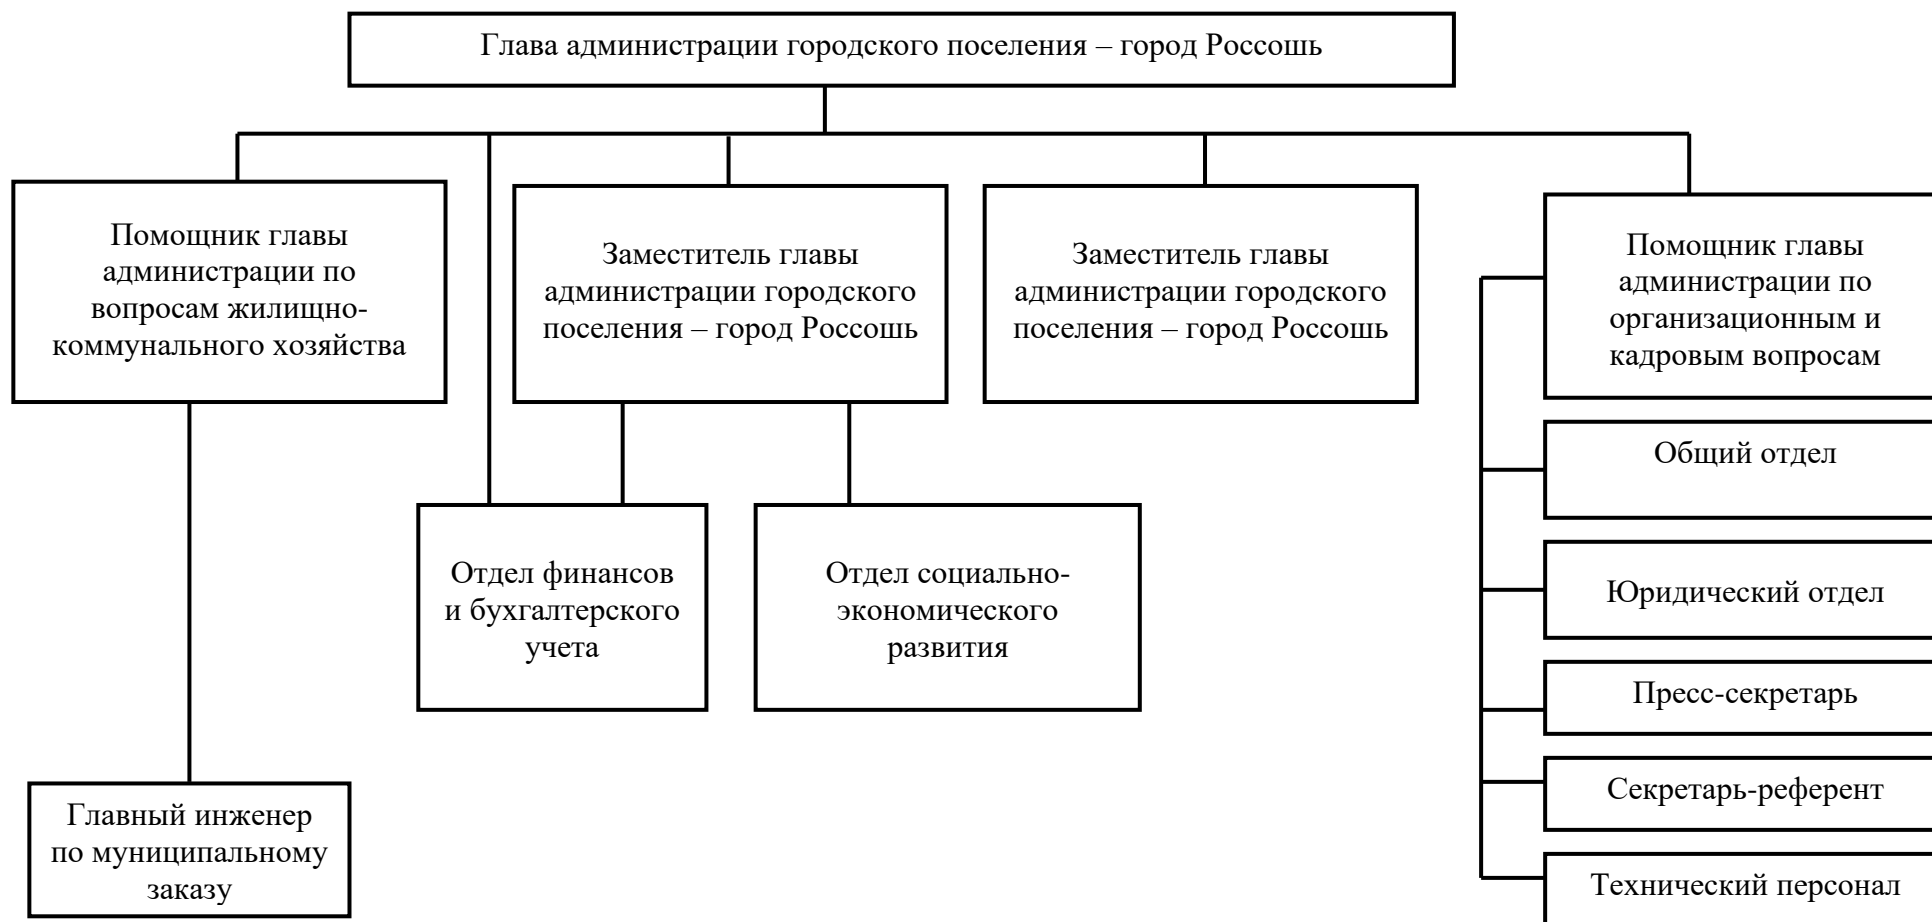 Глава администрации городского поселения – город Россошь
Помощник главы
администрации по
вопросам жилищно-
коммунального хозяйства
Заместитель главы
администрации городского
поселения – город Россошь
Заместитель главы
администрации городского
поселения – город Россошь
Помощник главы
администрации по
организационным и
кадровым вопросам
Общий отдел
Юридический отдел
Пресс-секретарь
Секретарь-референт
Технический персонал
Отдел финансов
и бухгалтерского
учета
Отдел социально-
экономического
развития
Главный инженер
по муниципальному
заказу